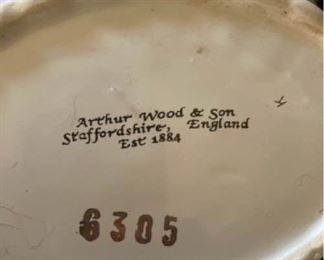 Arthur Wood & Son
Staffordshire, England
Est 1884
6305